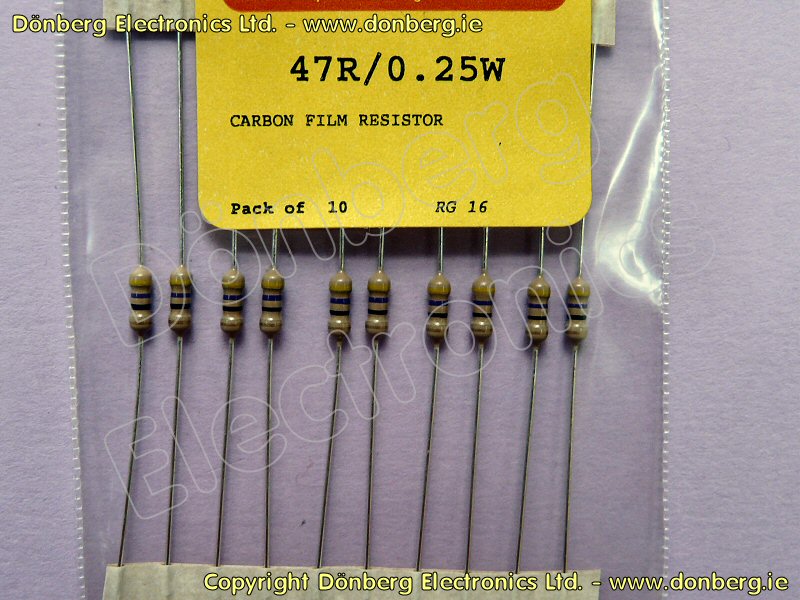 Dönberg Electronics Ltd. - www.donberg.ie
47R/0.25W
CARBON FILM RESISTOR
Pack of 10 RG 16
Dönberg
Electronics
Copyright Dönberg Electronics Ltd. - www.donberg.ie